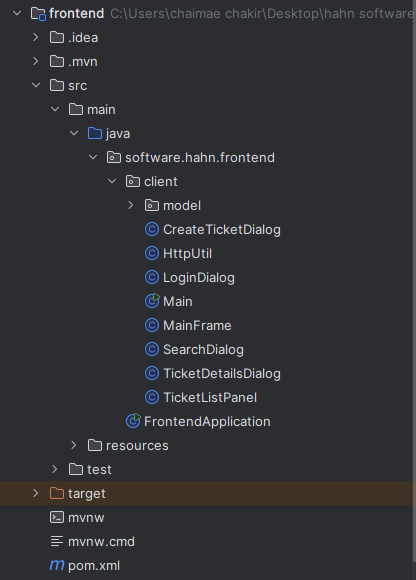 frontend C:\Users\chaimae chakir\Desktop\hahn software
.idea
.mvn
src
main
java
software.hahn.frontend
client
model
CreateTicketDialog
HttpUtil
LoginDialog
Main
MainFrame
SearchDialog
TicketDetailsDialog
TicketListPanel
FrontendApplication
resources
test
target
mvnw
mvnw.cmd
pom.xml